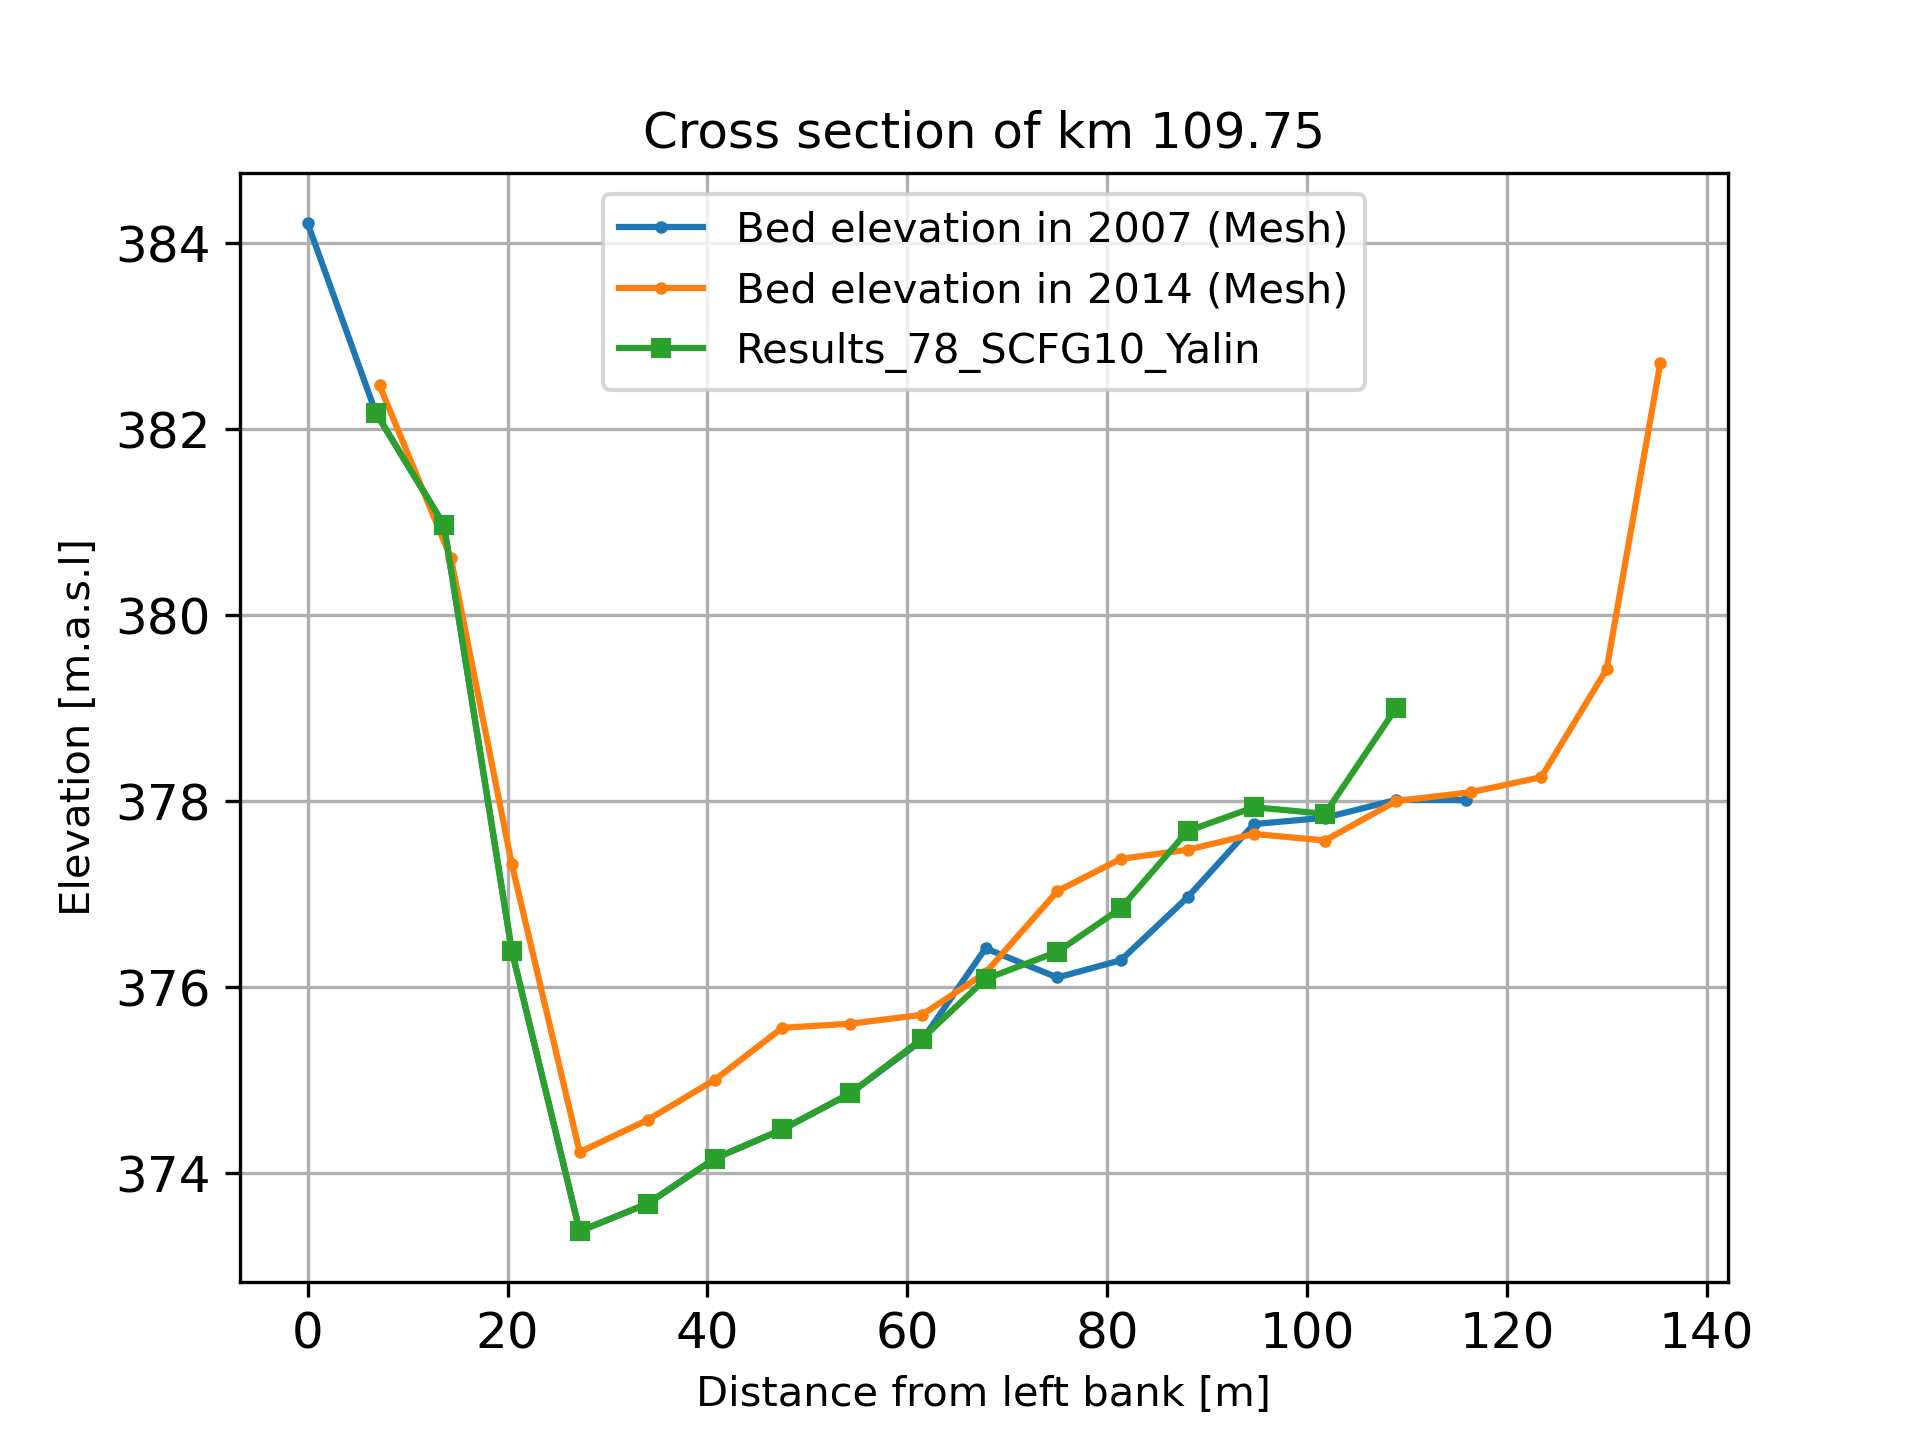 Cross section of km 109.75
Bed elevation in 2007 (Mesh)
Bed elevation in 2014 (Mesh)
Results_78_SCFG10_Yalin
Elevation [m.a.s.l]
384
382
380
378
376
374
0 20 40 60 80 100 120 140
Distance from left bank [m]